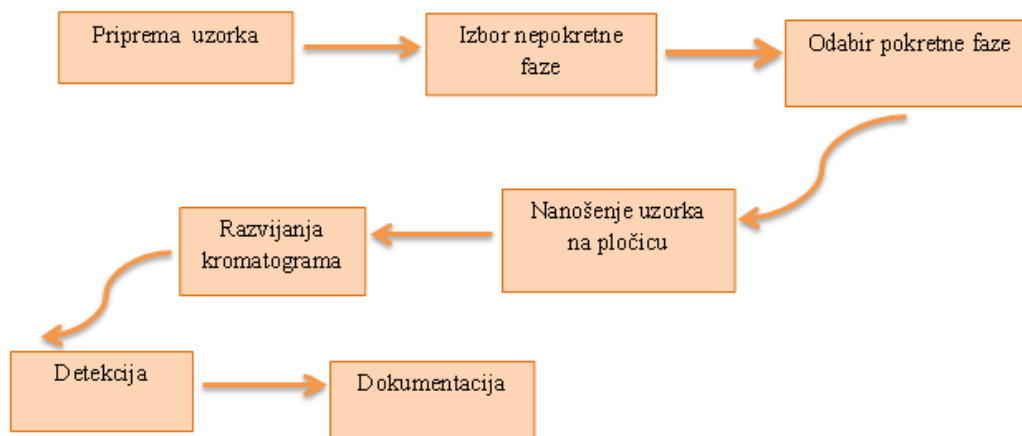 Priprema uzorka
Izbor nepokretne
faze
Odabir pokretne faze
Nanošenje uzorka
na pločicu
Razvijanja
kromatograma
Detekcija
Dokumentacija